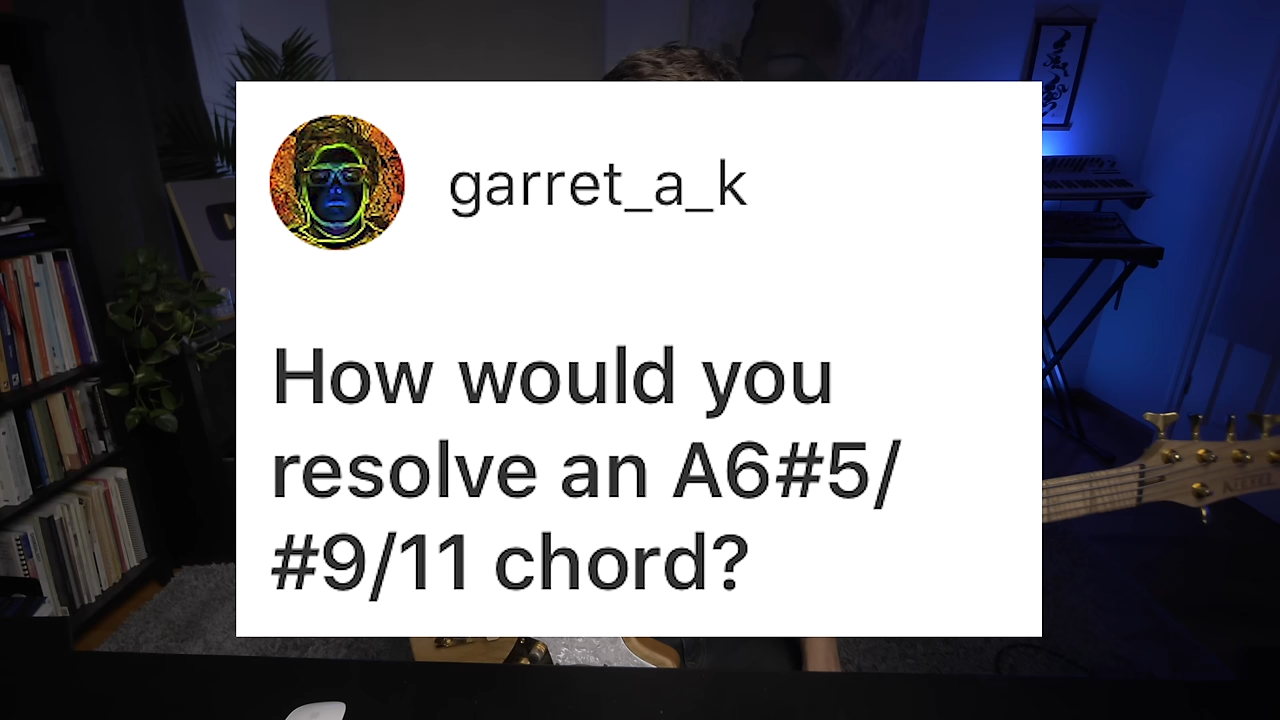 garret_a_k
How would you
resolve an A6#5/
#9/11 chord?